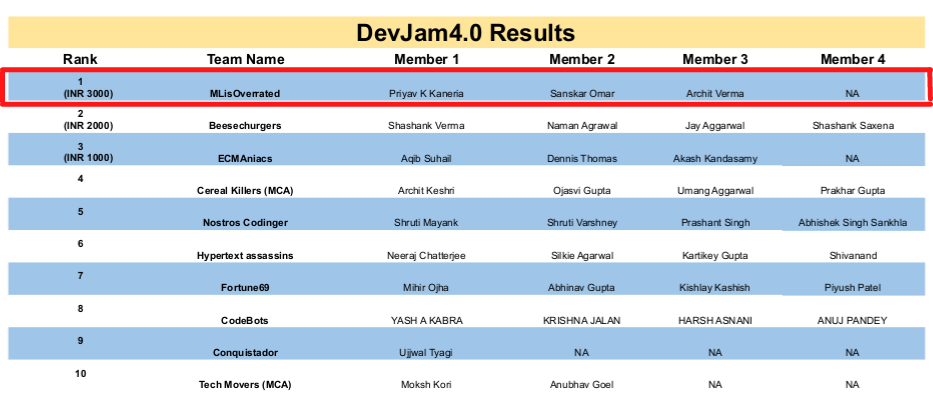 DevJam4.0 Results
Rank Team Name Member 1 Member 2 Member 3 Member 4
1
(INR 3000) MLisOverrated Priyav K Kaneria Sanskar Omar Archit Verma NA
2
(INR 2000) Beesechurgers Shashank Verma Naman Agrawal Jay Aggarwal Shashank Saxena
3
(INR 1000) ECMAniacs Aqib Suhail Dennis Thomas Akash Kandasamy NA
4
Cereal Killers (MCA) Archit Keshri Ojasvi Gupta Umang Aggarwal Prakhar Gupta
5
Nostros Codinger Shruti Mayank Shruti Varshney Prashant Singh Abhishek Singh Sankhla
6
Hypertext assassins Neeraj Chatterjee Silkie Agarwal Kartikey Gupta Shivanand
7
Fortune69 Mihir Ojha Abhinav Gupta Kishlay Kashish Piyush Patel
8
CodeBots YASH A KABRA KRISHNA JALAN HARSH ASNANI ANUJ PANDEY
9
Conquistador Ujjwal Tyagi NA NA NA
10
Tech Movers (MCA) Moksh Kori Anubhav Goel NA NA